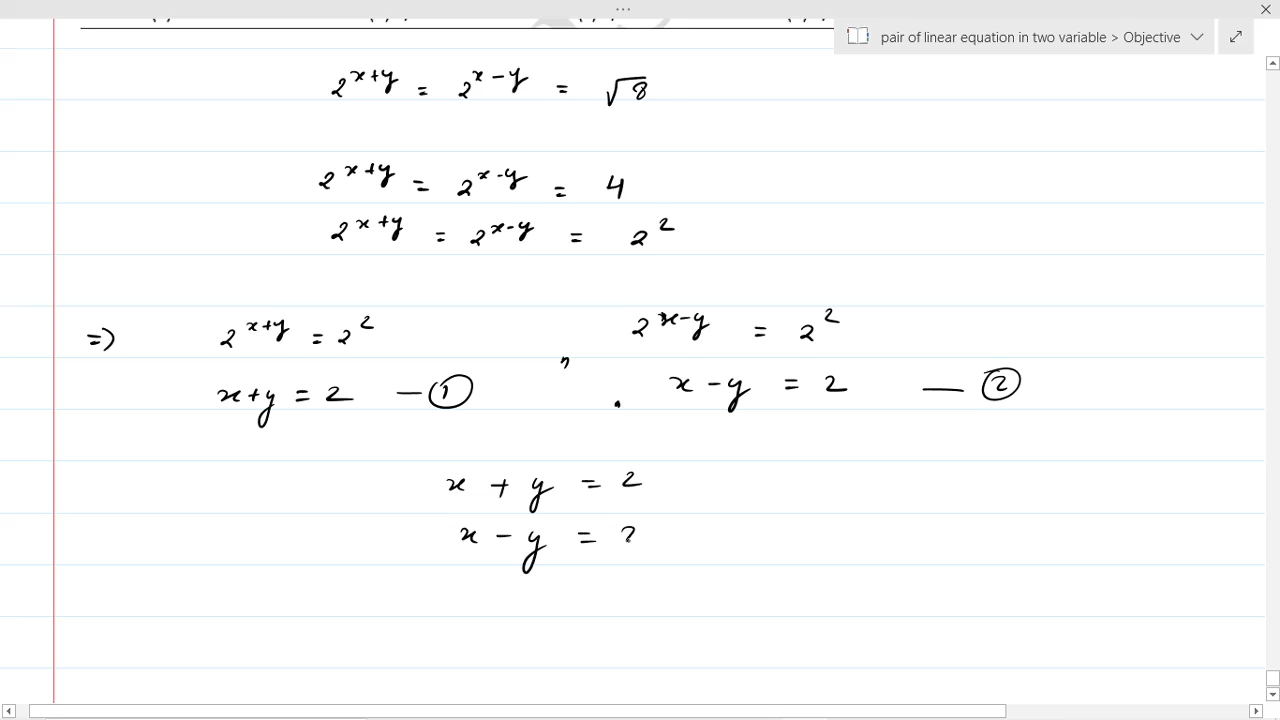 pair of linear equation in two variable > Objective
2^{x+y} = 2^{x-y} = √8
2^{x+y} = 2^{x-y} = 4
2^{x+y} = 2^{x-y} = 2^2
=> 2^{x+y} = 2^2 2^{x-y} = 2^2
x+y = 2 — ① , x-y = 2 — ②
x + y = 2
x - y = 2